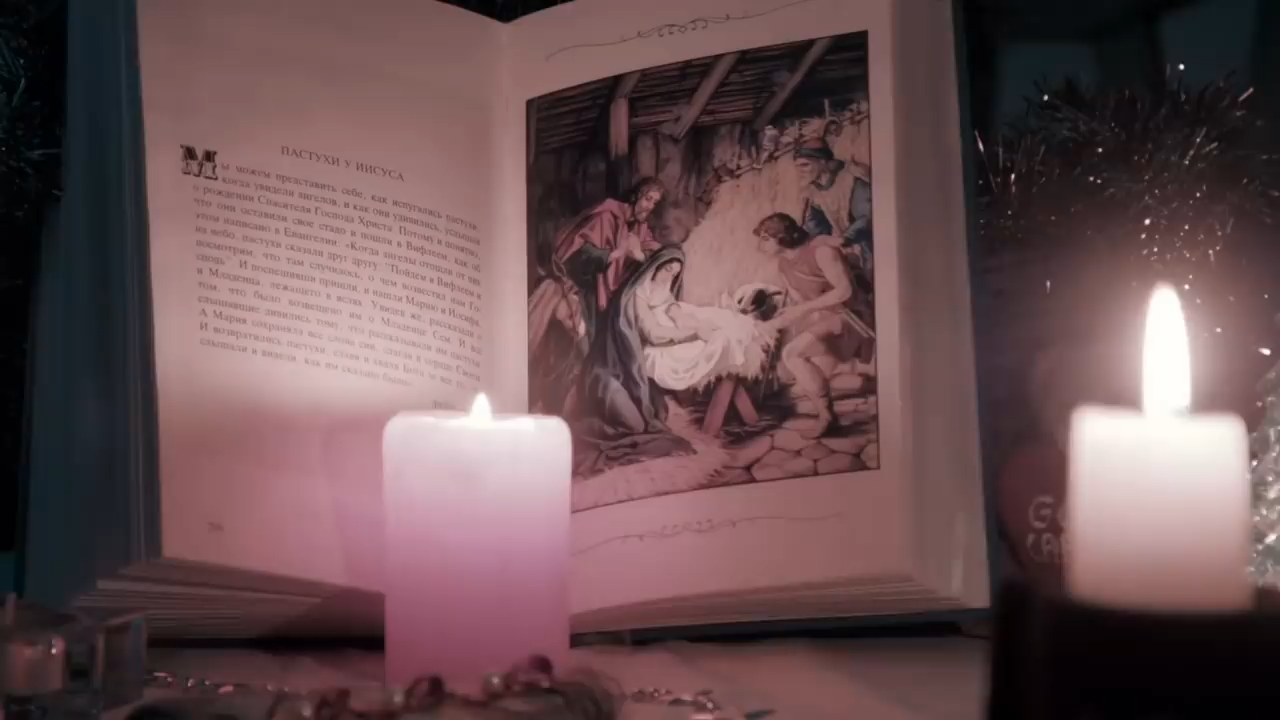 ПАСТУХИ У ИИСУСА
Мы можем представить себе, как испугались пастухи,
когда увидели ангелов, и как они удивились, услышав
о рождении Спасителя Господа Христа. Потому и понятно,
что они оставили свое стадо и пошли в Вифлеем, как об
этом написано в Евангелии: «Когда ангелы отошли от них
на небо, пастухи сказали друг другу: "Пойдем в Вифлеем и
посмотрим, что там случилось, о чем возвестил нам Го-
сподь". И поспешивши пришли, и нашли Марию и Иосифа,
и Младенца, лежащего в яслях. Увидев же, рассказали о
том, что было возвещено им о Младенце Сем. И все
слышавшие дивились тому, что рассказывали им пастухи.
А Мария сохраняла все слова сии, слагая в сердце Своем.
И возвратились пастухи, славя и хваля Бога за все то, что
слышали и видели, как им сказано было»